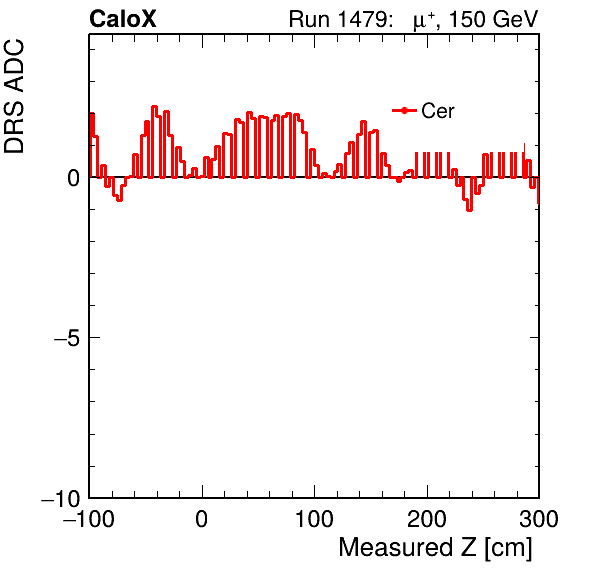 CaloX Run 1479: μ⁺, 150 GeV
DRS ADC
Cer
0
−5
−10
−100 0 100 200 300
Measured Z [cm]